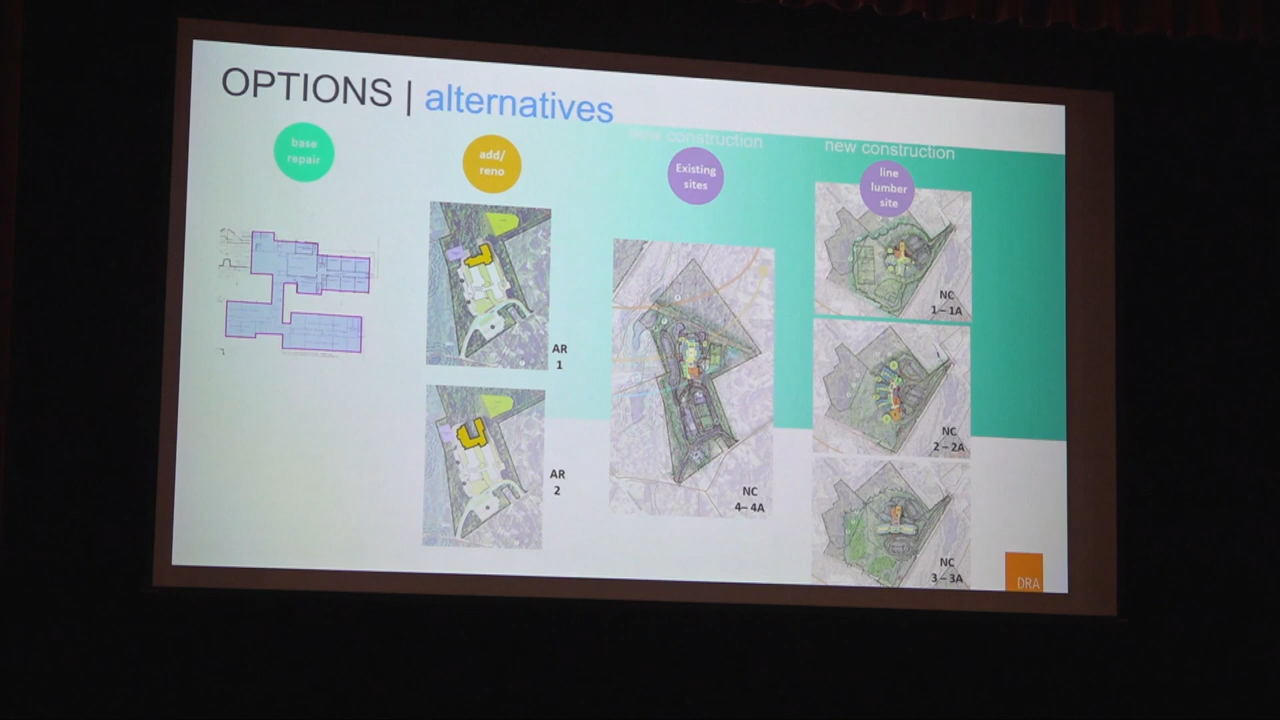 OPTIONS | alternatives
base
repair
add/
reno
new construction
Existing
sites
new construction
line
lumber
site
AR
1
AR
2
NC
4–4A
NC
1–1A
NC
2–2A
NC
3–3A
DRA